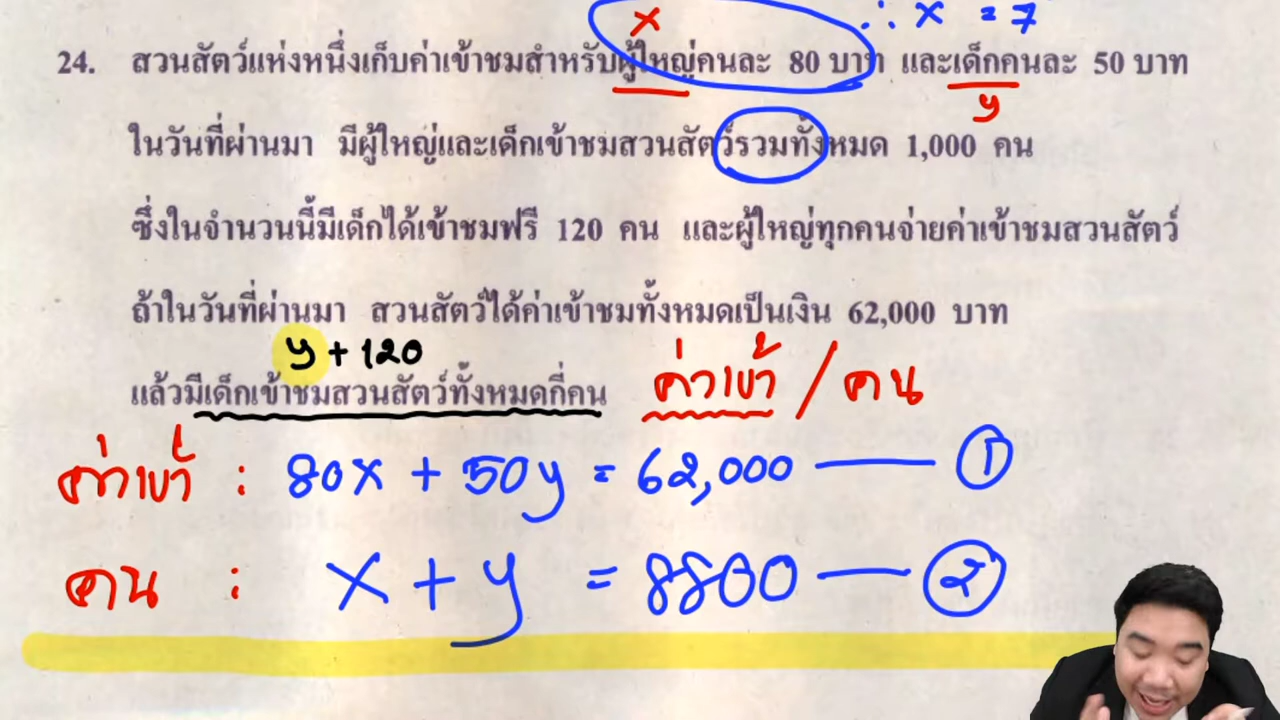 x ∴ x = 7
24. สวนสัตว์แห่งหนึ่งเก็บค่าเข้าชมสำหรับผู้ใหญ่คนละ 80 บาท และเด็กคนละ 50 บาท
y
ในวันที่ผ่านมา มีผู้ใหญ่และเด็กเข้าชมสวนสัตว์รวมทั้งหมด 1,000 คน
ซึ่งในจำนวนนี้มีเด็กได้เข้าชมฟรี 120 คน และผู้ใหญ่ทุกคนจ่ายค่าเข้าชมสวนสัตว์
ถ้าในวันที่ผ่านมา สวนสัตว์ได้ค่าเข้าชมทั้งหมดเป็นเงิน 62,000 บาท
y + 120
แล้วมีเด็กเข้าชมสวนสัตว์ทั้งหมดกี่คน ค่าเข้า / คน
ค่าเข้า : 80x + 50y = 62,000 — ①
คน : x + y = 8800 — ②